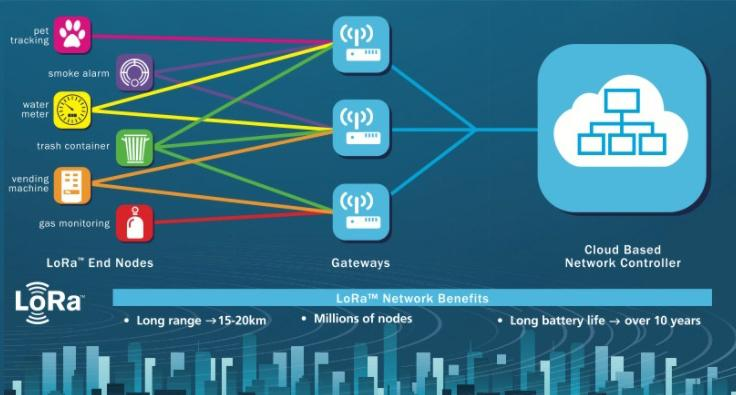 pet
tracking
smoke alarm
water
meter
trash container
vending
machine
gas monitoring
LoRa™ End Nodes
Gateways
Cloud Based
Network Controller
LoRa™
LoRa™ Network Benefits
• Long range →15-20km
• Millions of nodes
• Long battery life → over 10 years